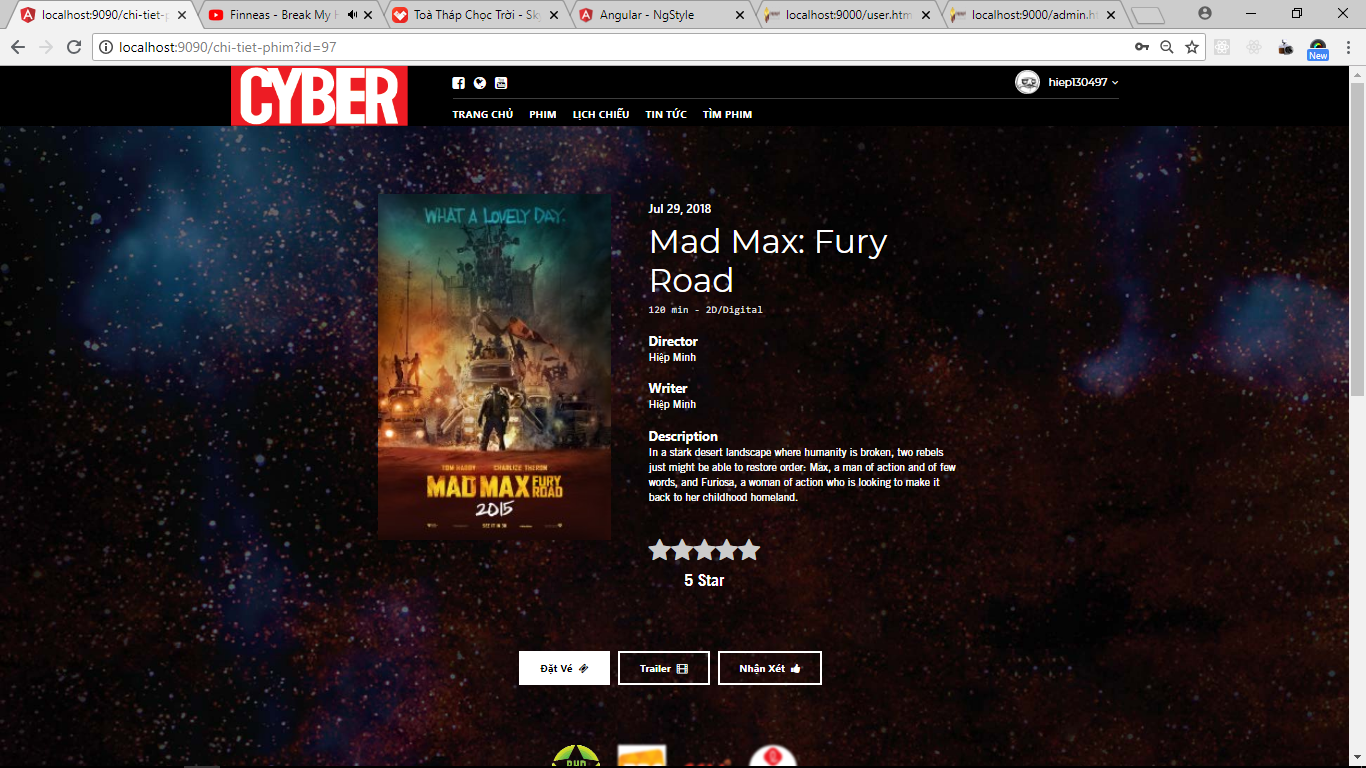 localhost:9090/chi-tiet-p
Finneas - Break My H
Toà Tháp Chọc Trời - Sky
Angular - NgStyle
localhost:9000/user.htm
localhost:9000/admin.h
localhost:9090/chi-tiet-phim?id=97
New
CYBER
hiep130497
TRANG CHỦ PHIM LỊCH CHIẾU TIN TỨC TÌM PHIM
WHAT A LOVELY DAY.
TOM HARDY CHARLIZE THERON
MAD MAX FURY ROAD
2015
SEE IT IN 3D
Jul 29, 2018
Mad Max: Fury
Road
120 min - 2D/Digital
Director
Hiệp Minh
Writer
Hiệp Minh
Description
In a stark desert landscape where humanity is broken, two rebels
just might be able to restore order: Max, a man of action and of few
words, and Furiosa, a woman of action who is looking to make it
back to her childhood homeland.
5 Star
Đặt Vé
Trailer
Nhận Xét